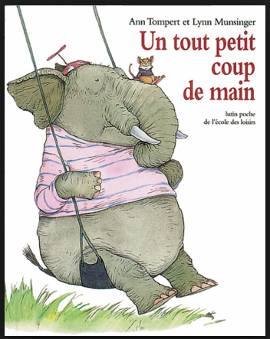 Ann Tompert et Lynn Munsinger
Un tout petit
coup
de main
lutin poche
de l'école des loisirs